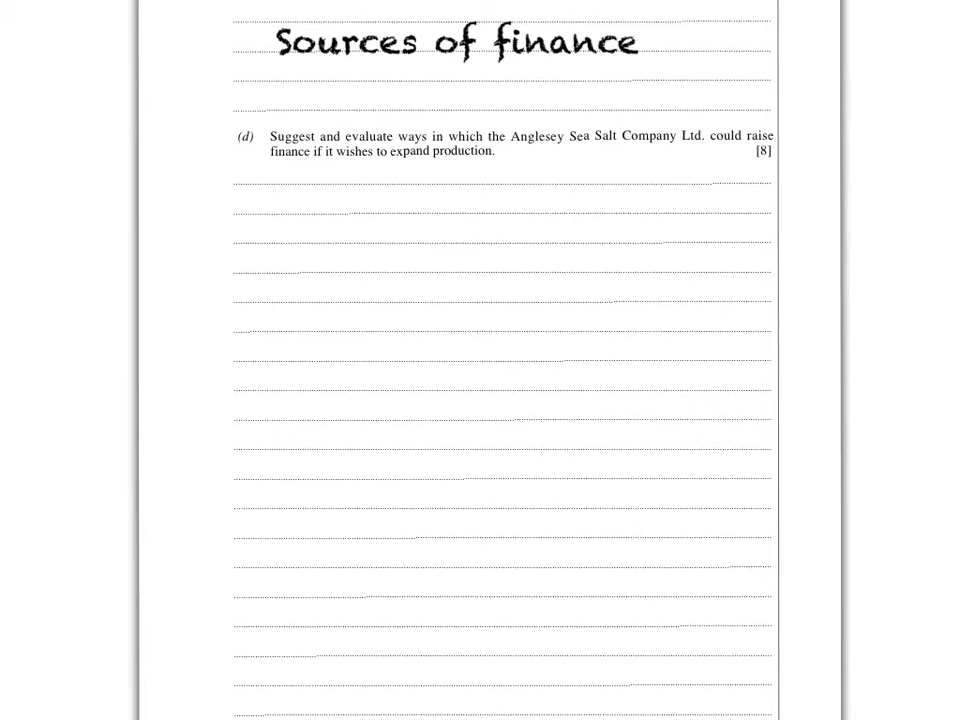 Sources of finance
(d) Suggest and evaluate ways in which the Anglesey Sea Salt Company Ltd. could raise
finance if it wishes to expand production. [8]